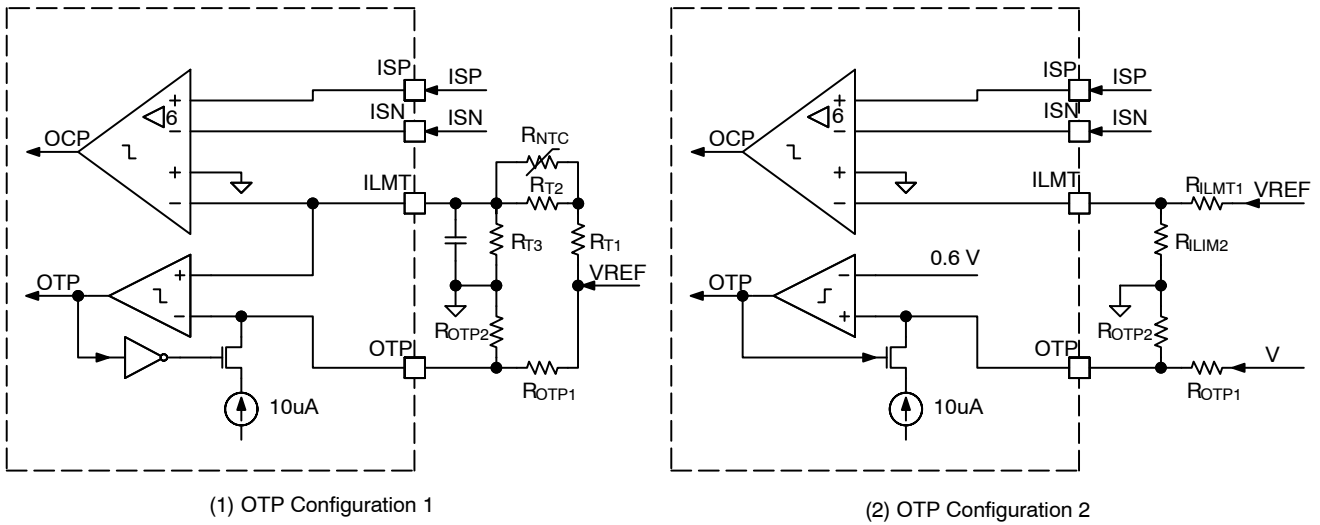 ISP
ISP
ISN
ISN
+
6
−
OCP
+
−
ILMT
RNTC
RT2
RT3
RT1
VREF
OTP
+
−
ROTP2
OTP
ROTP1
10uA
(1) OTP Configuration 1
ISP
ISP
ISN
ISN
+
6
−
OCP
+
−
ILMT
RILMT1
VREF
RILIM2
0.6 V
OTP
−
+
ROTP2
OTP
V
ROTP1
10uA
(2) OTP Configuration 2